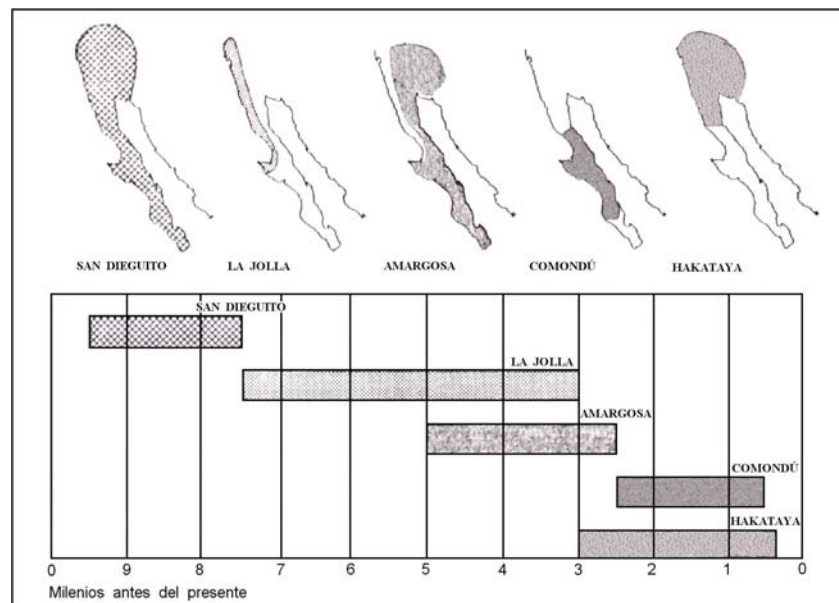 SAN DIEGUITO LA JOLLA AMARGOSA COMONDÚ HAKATAYA
SAN DIEGUITO
LA JOLLA
AMARGOSA
COMONDÚ
HAKATAYA
0 9 8 7 6 5 4 3 2 1 0
Milenios antes del presente